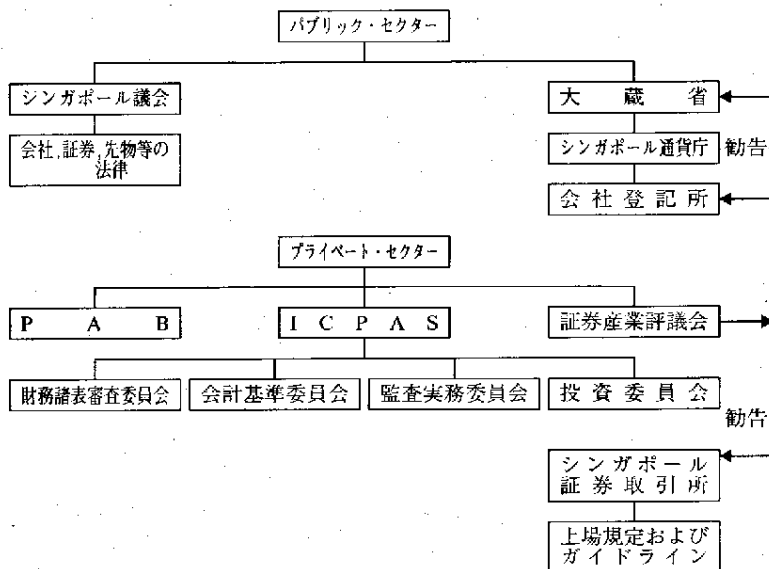 パブリック・セクター
シンガポール議会
大蔵省
会社,証券,先物等の
法律
シンガポール通貨庁
勧告
会社登記所
プライベート・セクター
PAB
ICPAS
証券産業評議会
財務諸表審査委員会
会計基準委員会
監査実務委員会
投資委員会
勧告
シンガポール
証券取引所
上場規定および
ガイドライン